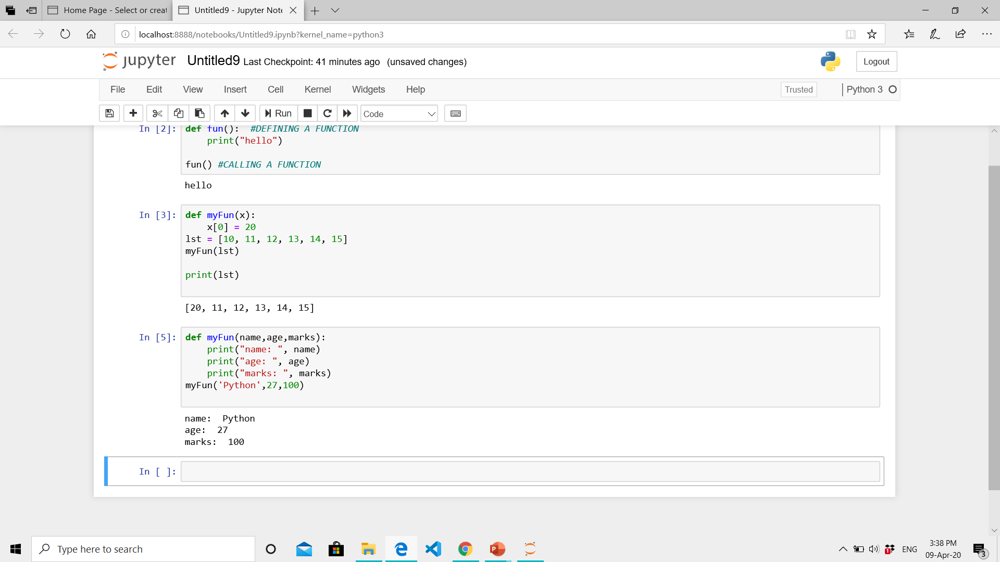 Home Page - Select or creat
Untitled9 - Jupyter Note
localhost:8888/notebooks/Untitled9.ipynb?kernel_name=python3
jupyter Untitled9 Last Checkpoint: 41 minutes ago (unsaved changes)
Logout
File Edit View Insert Cell Kernel Widgets Help
Trusted
Python 3
Run
Code
In [2]: def fun():  #DEFINING A FUNCTION
    print("hello")
fun() #CALLING A FUNCTION
hello
In [3]: def myFun(x):
    x[0] = 20
lst = [10, 11, 12, 13, 14, 15]
myFun(lst)
print(lst)
[20, 11, 12, 13, 14, 15]
In [5]: def myFun(name,age,marks):
    print("name: ", name)
    print("age: ", age)
    print("marks: ", marks)
myFun('Python',27,100)
name:  Python
age:  27
marks:  100
In [ ]:
Type here to search
1
ENG
3:38 PM
09-Apr-20
3